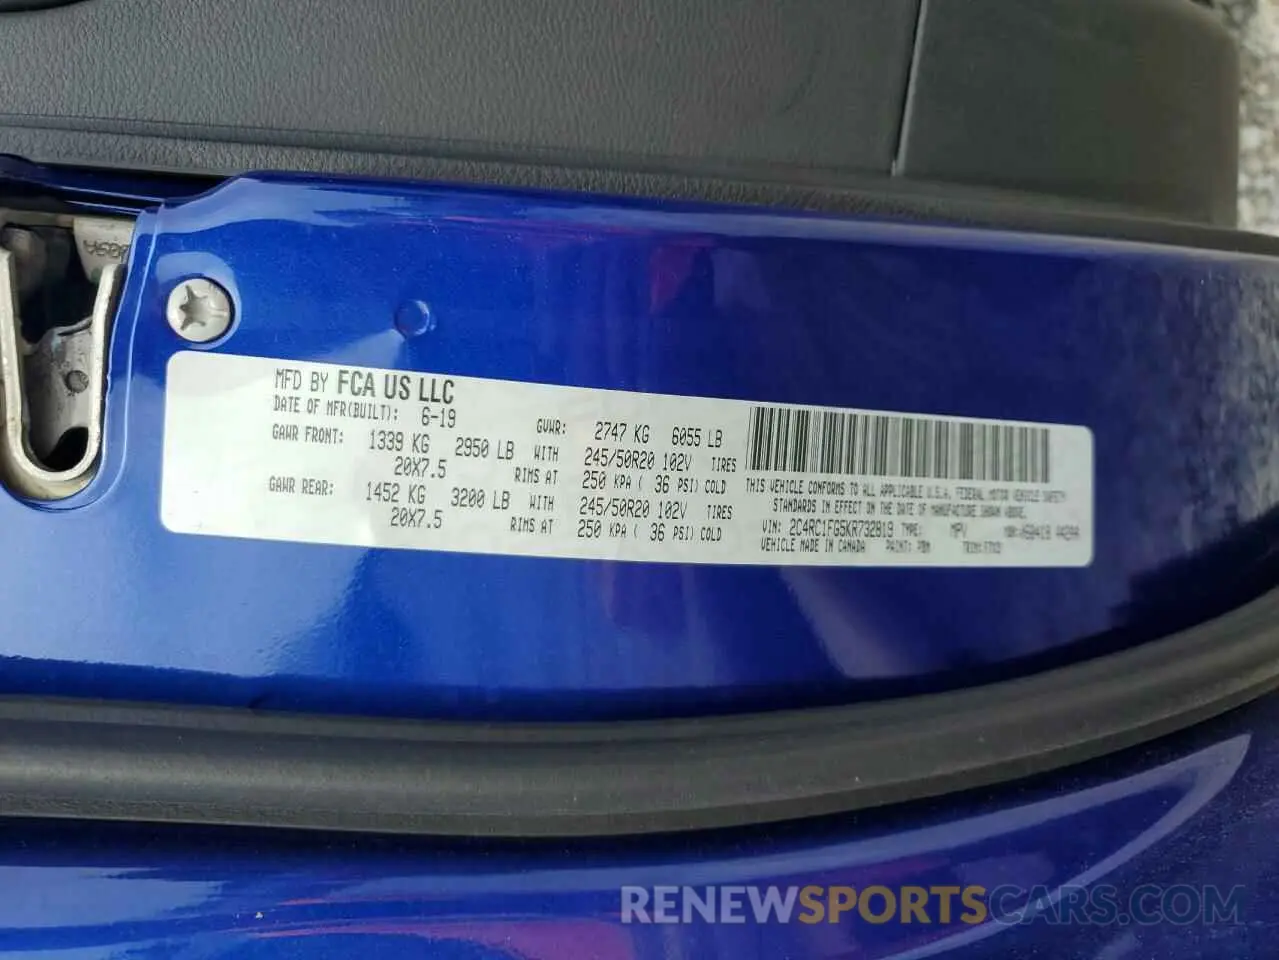 MFD BY FCA US LLC
DATE OF MFR(BUILT): 6-19 GVWR: 2747 KG 6055 LB
GAWR FRONT: 1339 KG 2950 LB WITH 245/50R20 102V TIRES
20X7.5 RIMS AT 250 KPA ( 36 PSI) COLD
GAWR REAR: 1452 KG 3200 LB WITH 245/50R20 102V TIRES
20X7.5 RIMS AT 250 KPA ( 36 PSI) COLD
THIS VEHICLE CONFORMS TO ALL APPLICABLE U.S.A. FEDERAL MOTOR VEHICLE SAFETY
STANDARDS IN EFFECT ON THE DATE OF MANUFACTURE SHOWN ABOVE.
VIN: 2C4RC1FG5KR732819 TYPE: MPV
VEHICLE MADE IN CANADA PAINT: PBM TRIM:
RENEWSPORTSCARS.COM